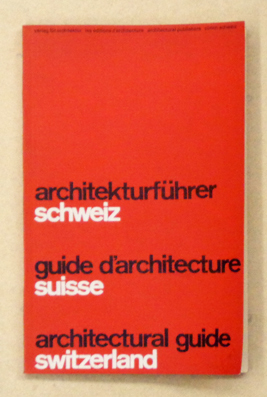 architekturführer
schweiz
guide d'architecture
suisse
architectural guide
switzerland